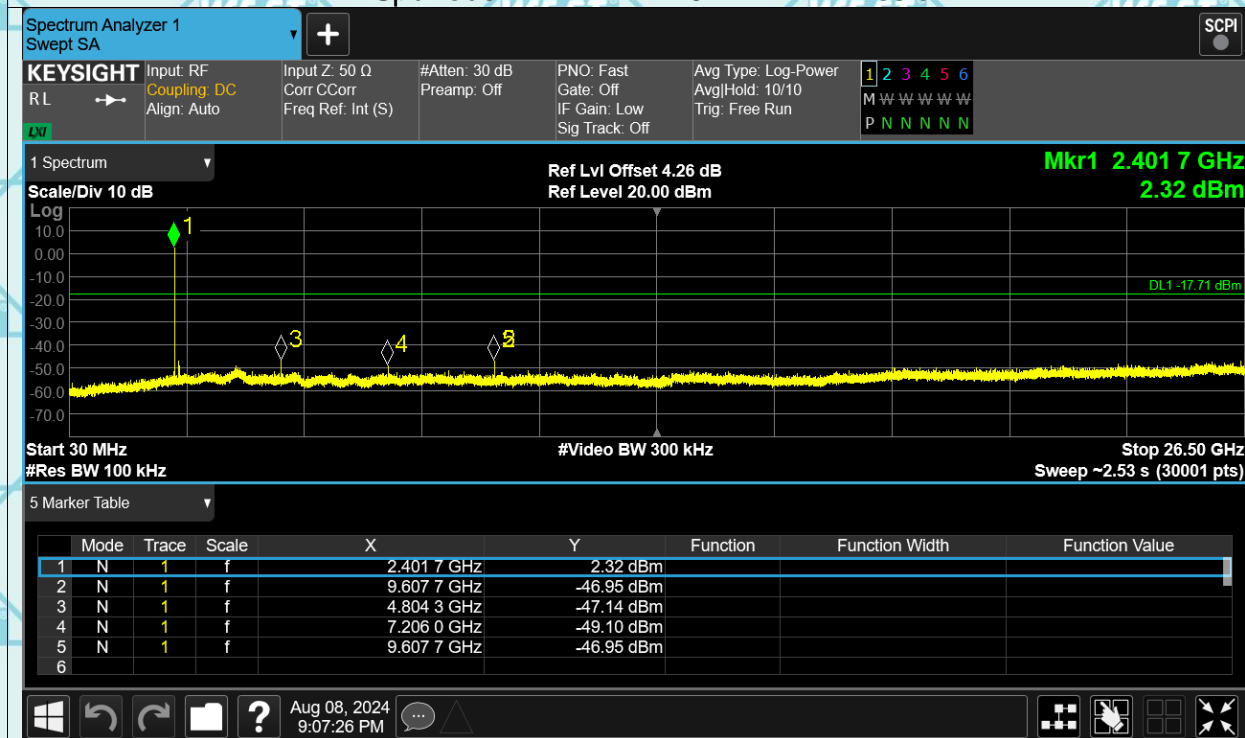 Spectrum Analyzer 1
Swept SA
SCPI
KEYSIGHT
R L
LXI
Input: RF
Coupling: DC
Align: Auto
Input Z: 50 Ω
Corr CCorr
Freq Ref: Int (S)
#Atten: 30 dB
Preamp: Off
PNO: Fast
Gate: Off
IF Gain: Low
Sig Track: Off
Avg Type: Log-Power
Avg|Hold: 10/10
Trig: Free Run
1 2 3 4 5 6
M W W W W W
P N N N N N
1 Spectrum
Scale/Div 10 dB
Ref Lvl Offset 4.26 dB
Ref Level 20.00 dBm
Mkr1 2.401 7 GHz
2.32 dBm
Log
10.0
0.00
-10.0
-20.0
-30.0
-40.0
-50.0
-60.0
-70.0
1
3
4
DL1 -17.71 dBm
Start 30 MHz
#Video BW 300 kHz
Stop 26.50 GHz
#Res BW 100 kHz
Sweep ~2.53 s (30001 pts)
5 Marker Table
Mode Trace Scale X Y Function Function Width Function Value
1 N 1 f 2.401 7 GHz 2.32 dBm
2 N 1 f 9.607 7 GHz -46.95 dBm
3 N 1 f 4.804 3 GHz -47.14 dBm
4 N 1 f 7.206 0 GHz -49.10 dBm
5 N 1 f 9.607 7 GHz -46.95 dBm
6
?
Aug 08, 2024
9:07:26 PM